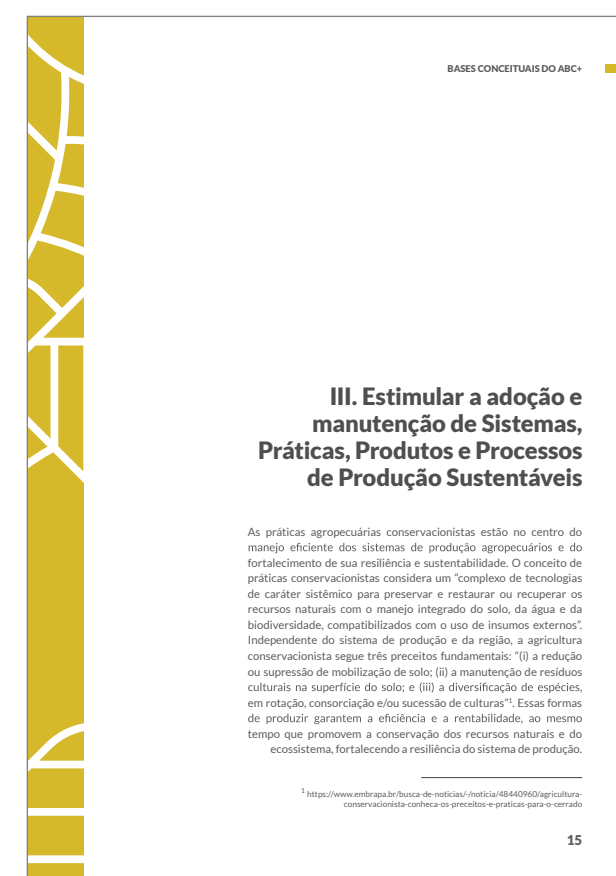 BASES CONCEITUAIS DO ABC+
III. Estimular a adoção e
manutenção de Sistemas,
Práticas, Produtos e Processos
de Produção Sustentáveis
As práticas agropecuárias conservacionistas estão no centro do
manejo eficiente dos sistemas de produção agropecuários e do
fortalecimento de sua resiliência e sustentabilidade. O conceito de
práticas conservacionistas considera um "complexo de tecnologias
de caráter sistêmico para preservar e restaurar ou recuperar os
recursos naturais com o manejo integrado do solo, da água e da
biodiversidade, compatibilizados com o uso de insumos externos".
Independente do sistema de produção e da região, a agricultura
conservacionista segue três preceitos fundamentais: "(i) a redução
ou supressão de mobilização de solo; (ii) a manutenção de resíduos
culturais na superfície do solo; e (iii) a diversificação de espécies,
em rotação, consorciação e/ou sucessão de culturas"¹. Essas formas
de produzir garantem a eficiência e a rentabilidade, ao mesmo
tempo que promovem a conservação dos recursos naturais e do
ecossistema, fortalecendo a resiliência do sistema de produção.
¹ https://www.embrapa.br/busca-de-noticias/-/noticia/48440960/agricultura-
conservacionista-conheca-os-preceitos-e-praticas-para-o-cerrado
15